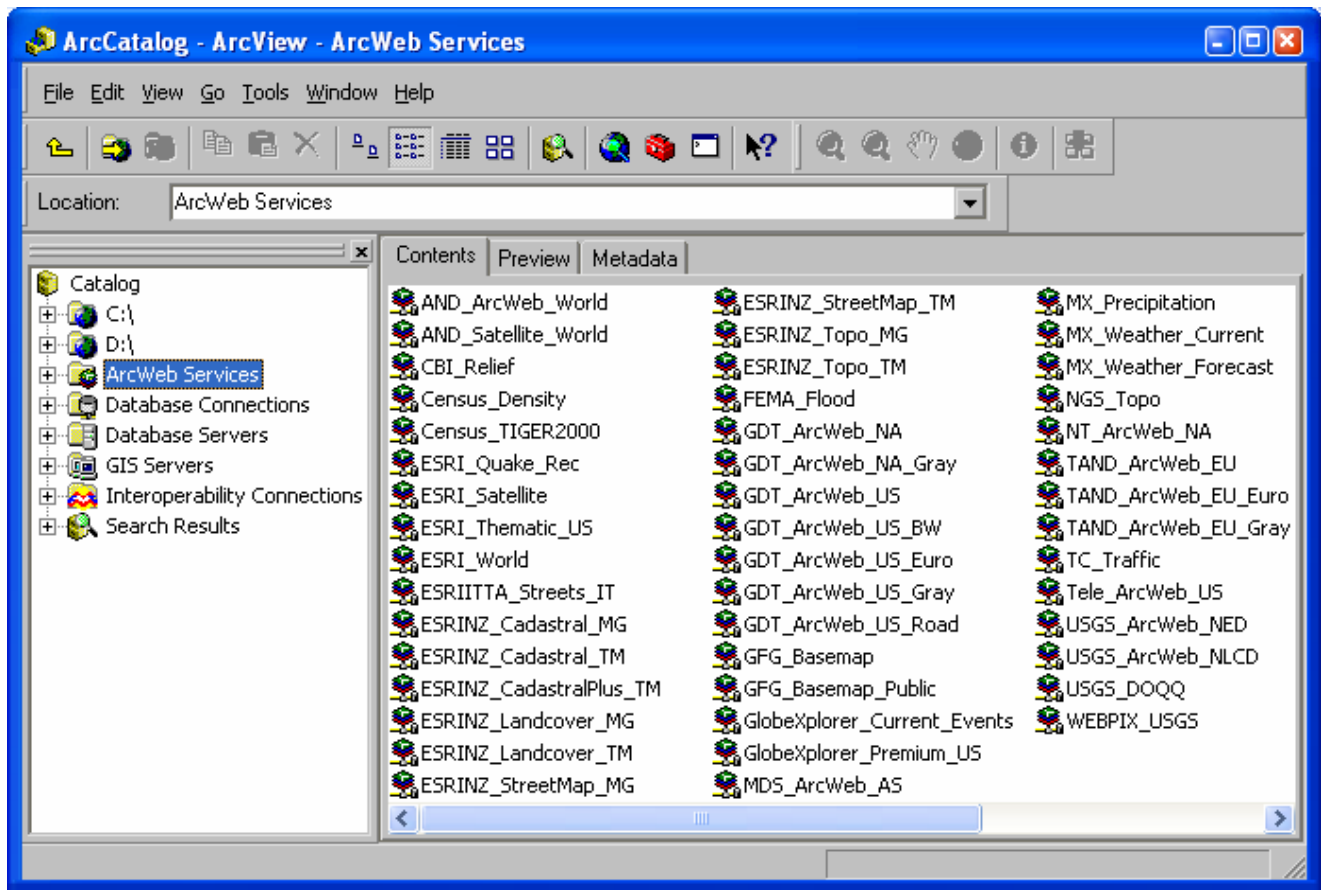 ArcCatalog - ArcView - ArcWeb Services
File Edit View Go Tools Window Help
Location: ArcWeb Services
Catalog
C:\
D:\
ArcWeb Services
Database Connections
Database Servers
GIS Servers
Interoperability Connections
Search Results
Contents Preview Metadata
AND_ArcWeb_World
AND_Satellite_World
CBI_Relief
Census_Density
Census_TIGER2000
ESRI_Quake_Rec
ESRI_Satellite
ESRI_Thematic_US
ESRI_World
ESRIITTA_Streets_IT
ESRINZ_Cadastral_MG
ESRINZ_Cadastral_TM
ESRINZ_CadastralPlus_TM
ESRINZ_Landcover_MG
ESRINZ_Landcover_TM
ESRINZ_StreetMap_MG
ESRINZ_StreetMap_TM
ESRINZ_Topo_MG
ESRINZ_Topo_TM
FEMA_Flood
GDT_ArcWeb_NA
GDT_ArcWeb_NA_Gray
GDT_ArcWeb_US
GDT_ArcWeb_US_BW
GDT_ArcWeb_US_Euro
GDT_ArcWeb_US_Gray
GDT_ArcWeb_US_Road
GFG_Basemap
GFG_Basemap_Public
GlobeXplorer_Current_Events
GlobeXplorer_Premium_US
MDS_ArcWeb_AS
MX_Precipitation
MX_Weather_Current
MX_Weather_Forecast
NGS_Topo
NT_ArcWeb_NA
TAND_ArcWeb_EU
TAND_ArcWeb_EU_Euro
TAND_ArcWeb_EU_Gray
TC_Traffic
Tele_ArcWeb_US
USGS_ArcWeb_NED
USGS_ArcWeb_NLCD
USGS_DOQQ
WEBPIX_USGS